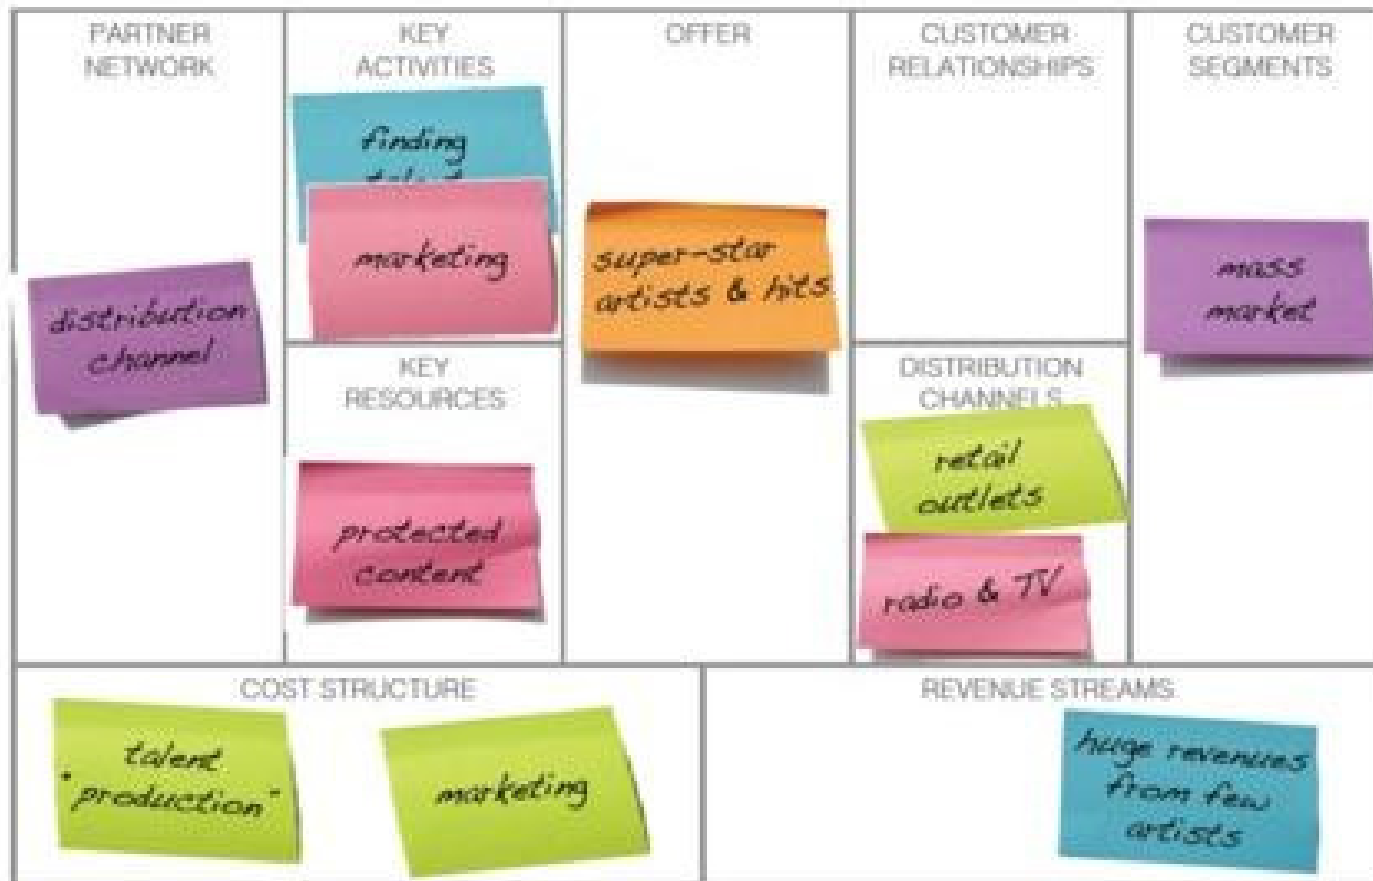 PARTNER
NETWORK
KEY
ACTIVITIES
OFFER
CUSTOMER
RELATIONSHIPS
CUSTOMER
SEGMENTS
finding
marketing
super-star
artists & hits
mass
market
distribution
channel
KEY
RESOURCES
DISTRIBUTION
CHANNELS
retail
outlets
protected
content
radio & TV
COST STRUCTURE
REVENUE STREAMS
talent
"production"
marketing
huge revenues
from few
artists